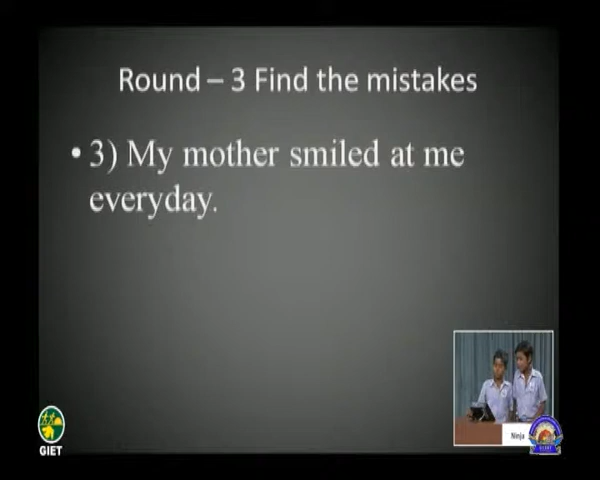 Round – 3 Find the mistakes
• 3) My mother smiled at me
everyday.
Ninja
GIET